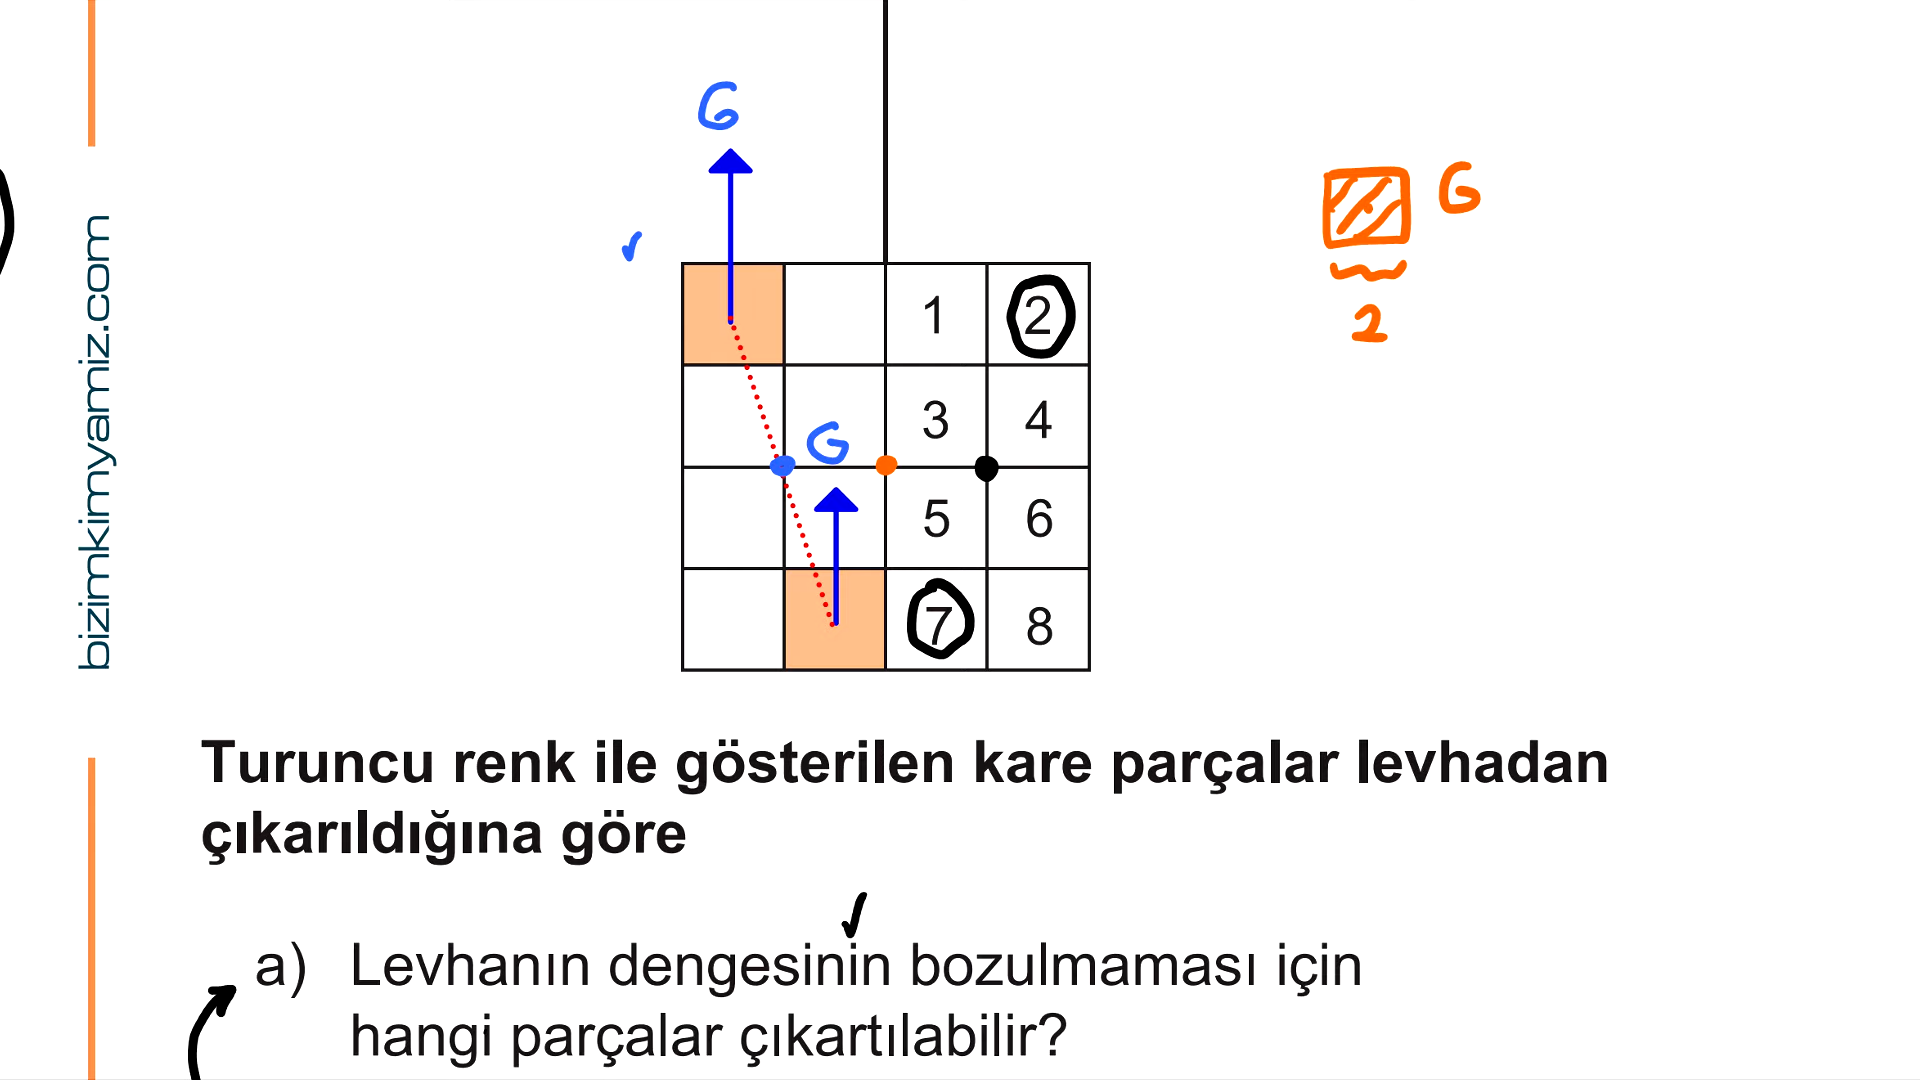 bizimkimyamiz.com
G
G
2
1 2
3 4
G
5 6
7 8
Turuncu renk ile gösterilen kare parçalar levhadan
çıkarıldığına göre
a) Levhanın dengesinin bozulmaması için
hangi parçalar çıkartılabilir?